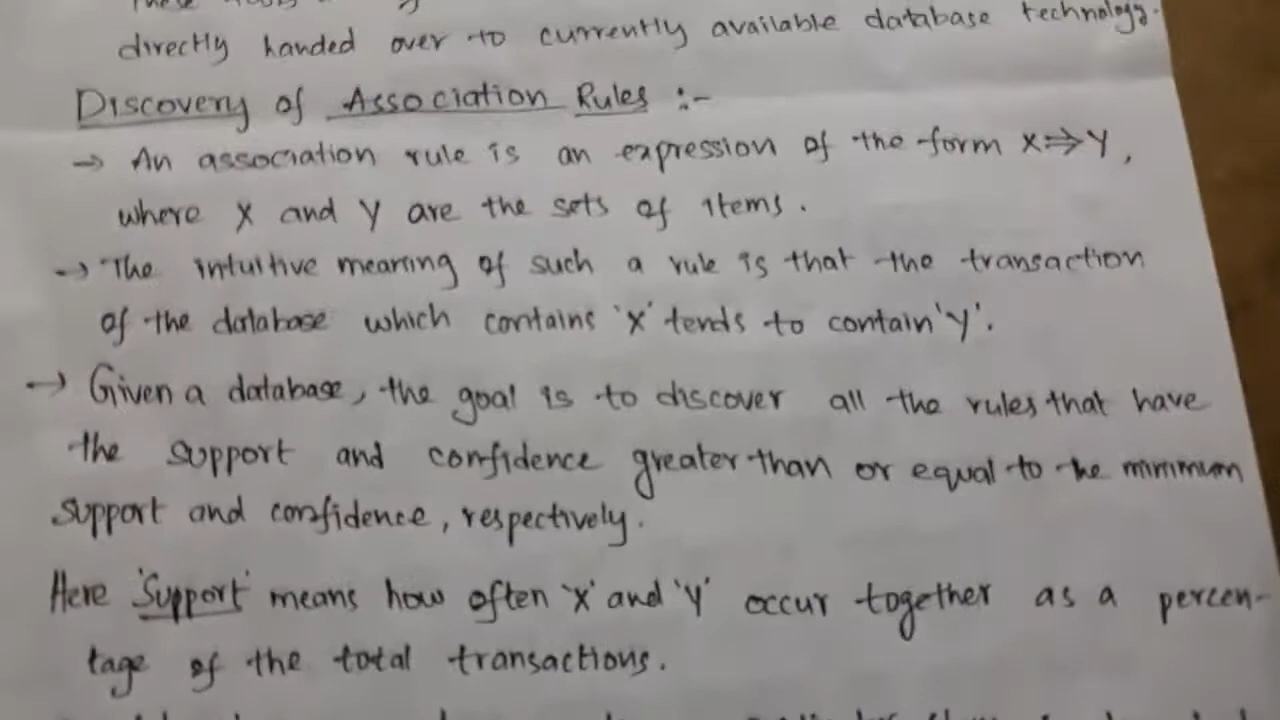 directly handed over to currently available database technology.
Discovery of Association Rules :-
→ An association rule is an expression of the form X⇒Y,
where X and Y are the sets of items.
→ The intuitive meaning of such a rule is that the transaction
of the database which contains 'X' tends to contain 'Y'.
→ Given a database, the goal is to discover all the rules that have
the support and confidence greater than or equal to the minimum
support and confidence, respectively.
Here 'Support' means how often 'X' and 'Y' occur together as a percen-
tage of the total transactions.